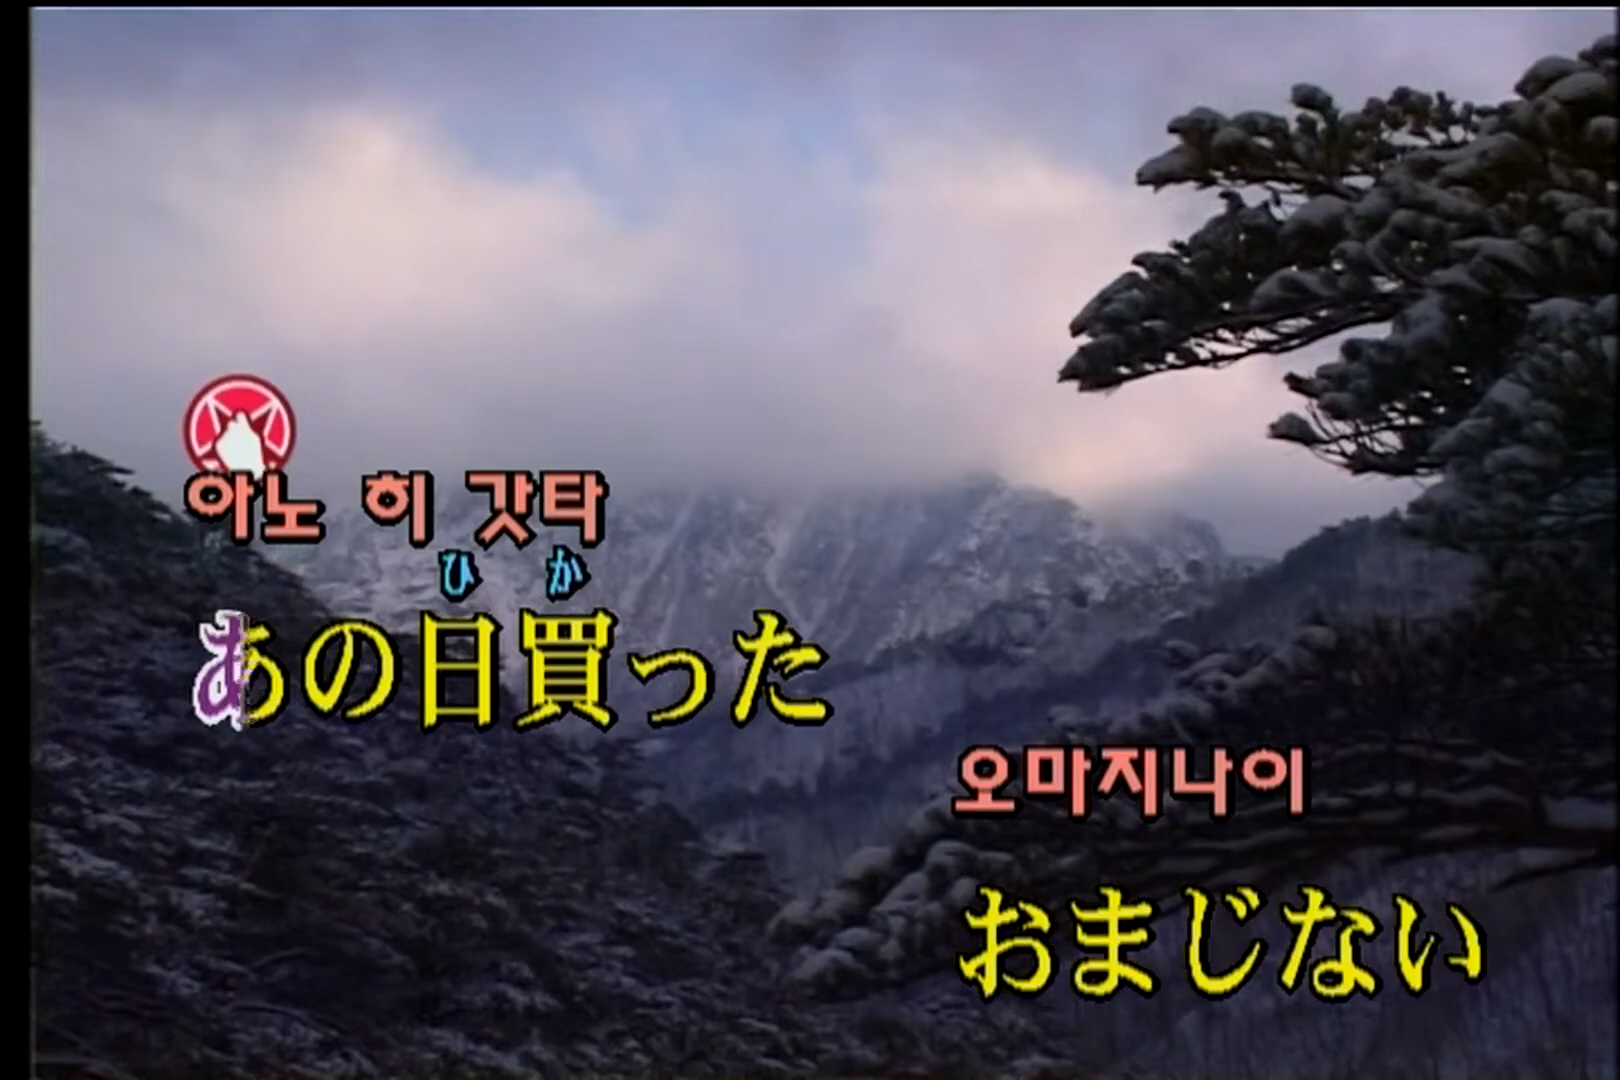 아노 히 갓타
ひ か
あの日買った
오마지나이
おまじない